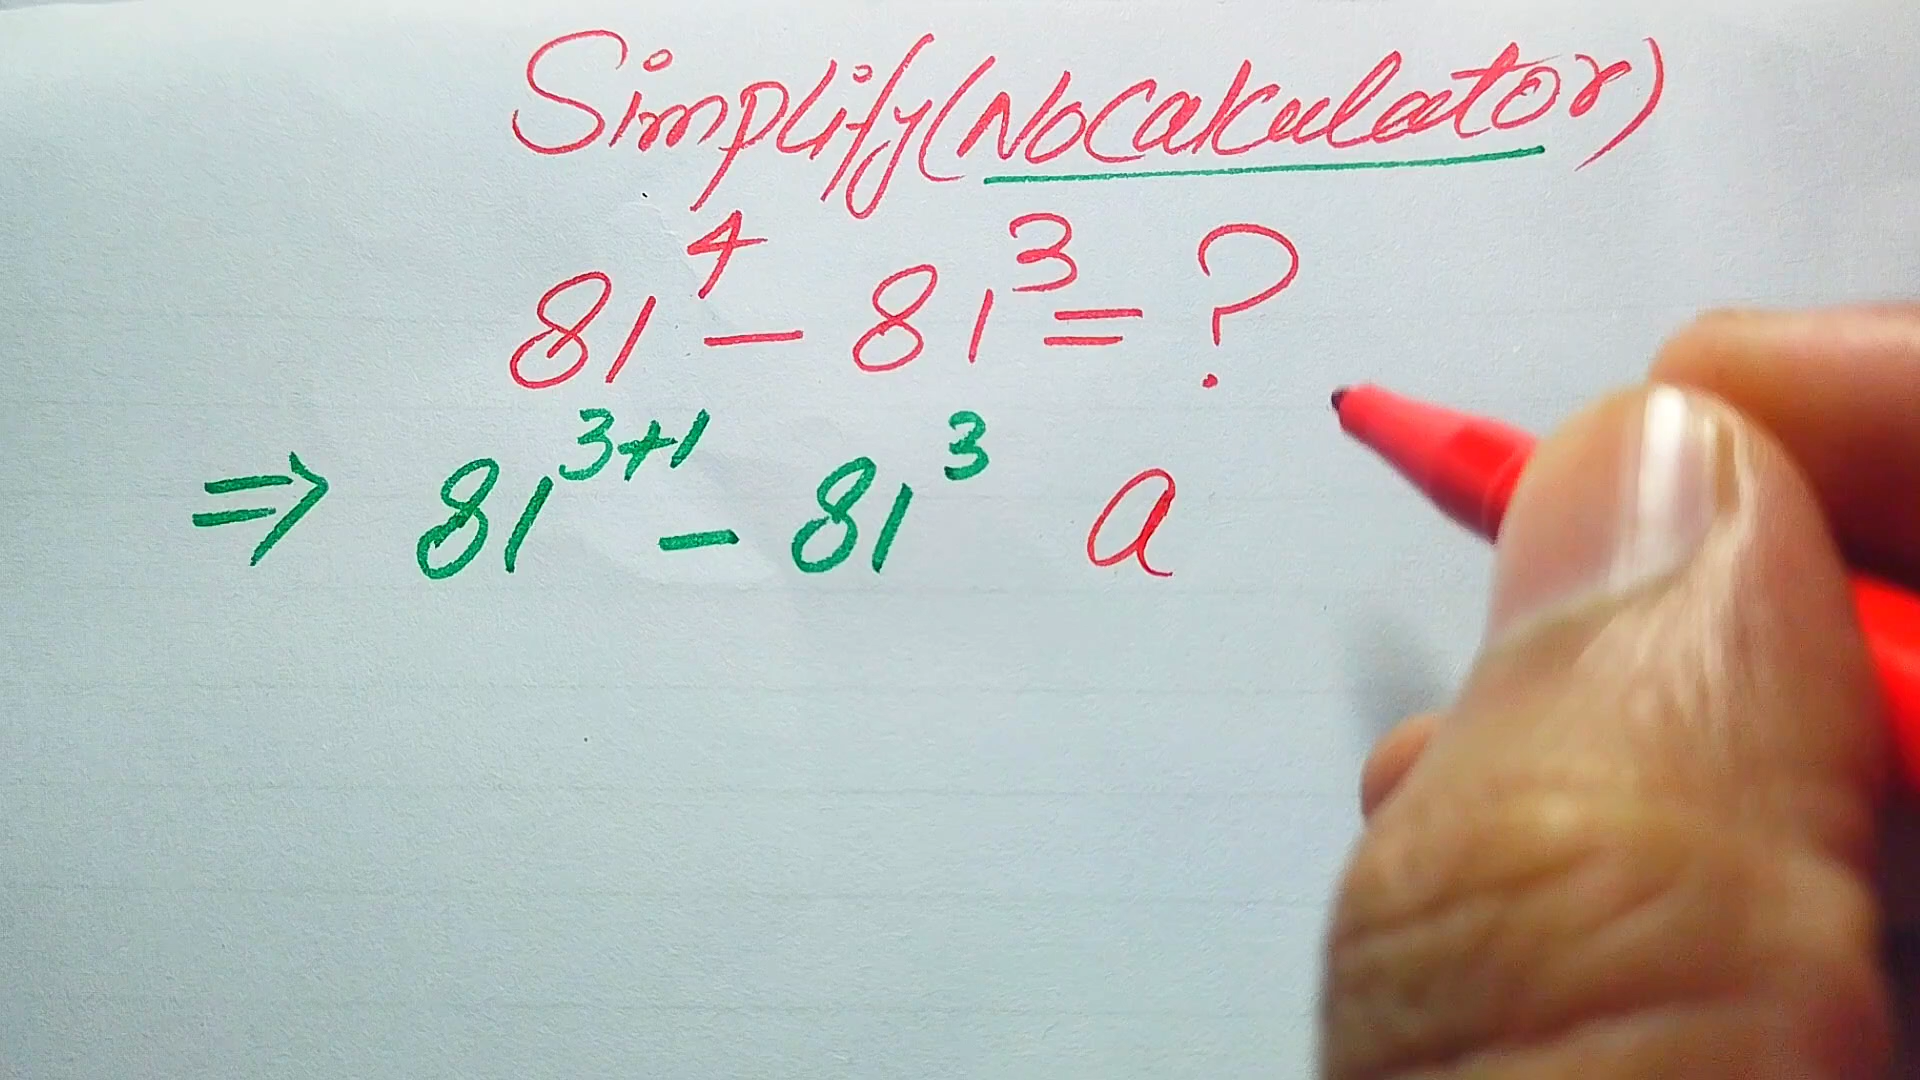 Simplify (No Calculator)
81⁴ - 81³ = ?
⇒ 81³⁺¹ - 81³ a